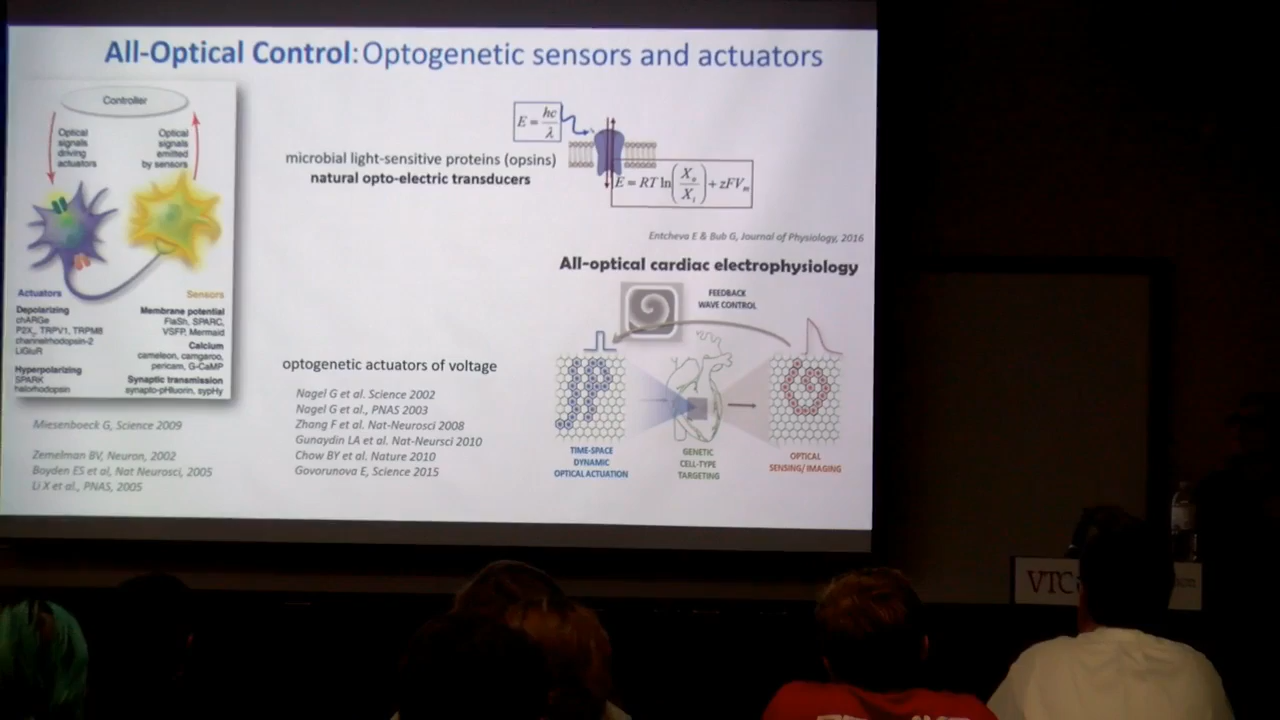 All-Optical Control: Optogenetic sensors and actuators
Controller
Optical
signals
driving
actuators
Optical
signals
emitted
by sensors
Actuators
Depolarizing
chARGe
P2X₂, TRPV1, TRPM8
channelrhodopsin-2
LiGluR
Hyperpolarizing
SPARK
halorhodopsin
Sensors
Membrane potential
FlaSh, SPARC,
VSFP, Mermaid
Calcium
cameleon, camgaroo,
pericam, G-CaMP
Synaptic transmission
synapto-pHluorin, sypHy
Miesenboeck G, Science 2009
Zemelman BV, Neuron, 2002
Boyden ES et al, Nat Neurosci, 2005
Li X et al., PNAS, 2005
microbial light-sensitive proteins (opsins)
natural opto-electric transducers
E = hc/λ
E = RT ln(Xₒ/Xᵢ) + zFVₘ
Entcheva E & Bub G, Journal of Physiology, 2016
optogenetic actuators of voltage
Nagel G et al. Science 2002
Nagel G et al., PNAS 2003
Zhang F et al. Nat-Neurosci 2008
Gunaydin LA et al. Nat-Neursci 2010
Chow BY et al. Nature 2010
Govorunova E, Science 2015
All-optical cardiac electrophysiology
FEEDBACK
WAVE CONTROL
TIME-SPACE
DYNAMIC
OPTICAL ACTUATION
GENETIC
CELL-TYPE
TARGETING
OPTICAL
SENSING/IMAGING
VTC